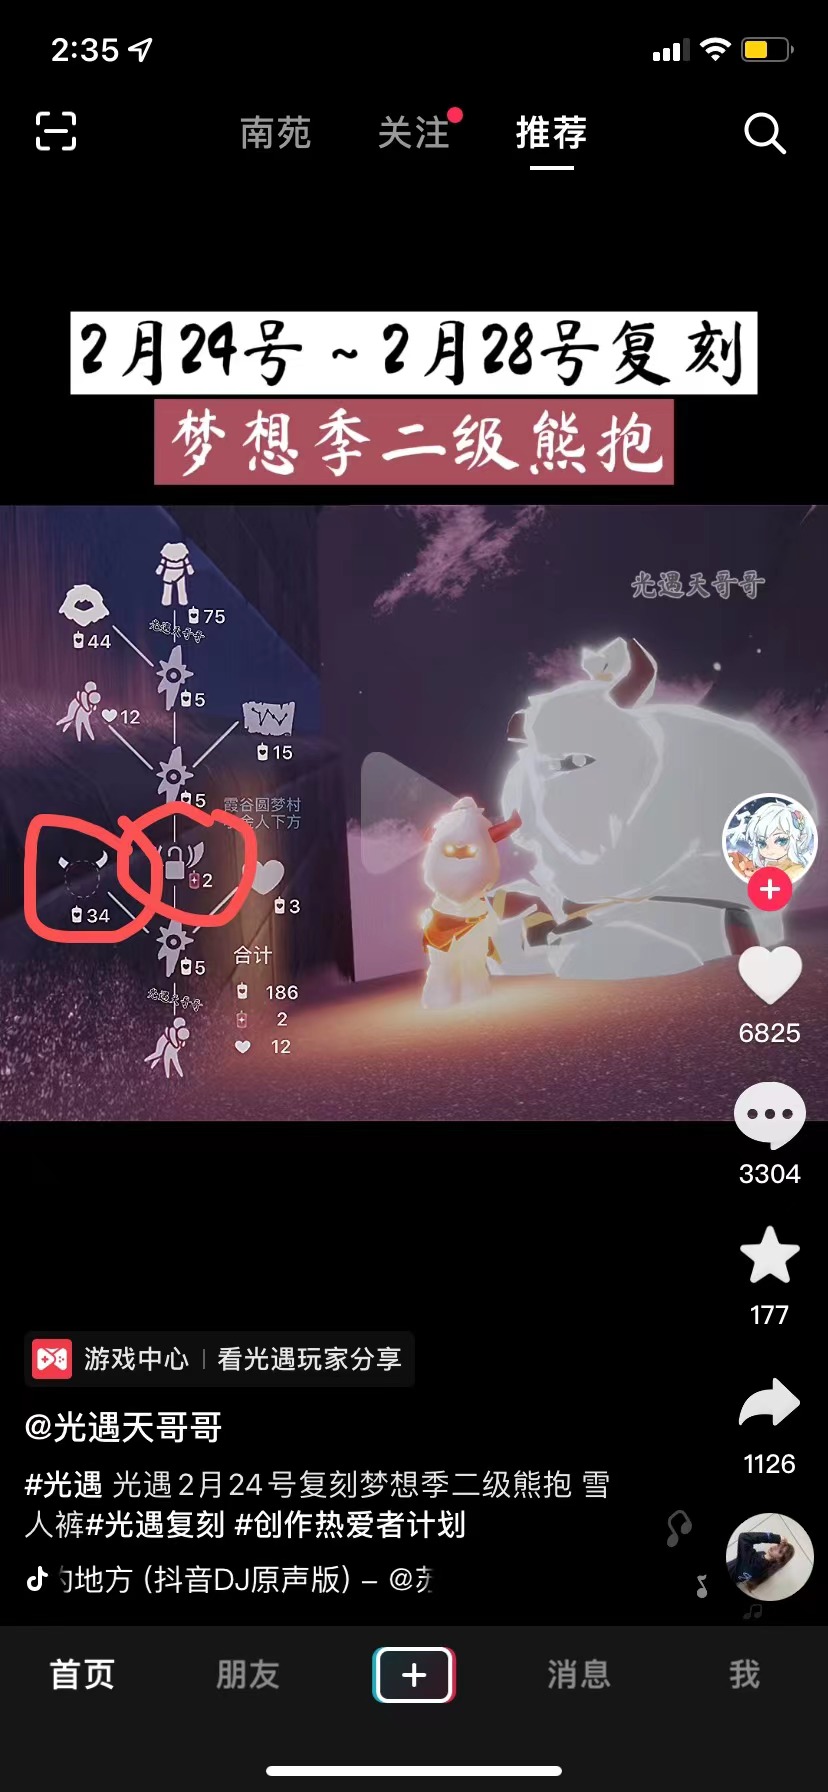 2:35
南苑
关注
推荐
2月24号~2月28号复刻
梦想季二级熊抱
光遇天哥哥
75
44
光遇天哥哥
5
12
15
5
霞谷圆梦村
金人下方
2
34
3
5
合计
光遇天哥哥
186
2
12
6825
3304
177
1126
游戏中心 | 看光遇玩家分享
@光遇天哥哥
#光遇 光遇2月24号复刻梦想季二级熊抱 雪
人裤#光遇复刻 #创作热爱者计划
地方 (抖音DJ原声版) – @苏
首页
朋友
消息
我